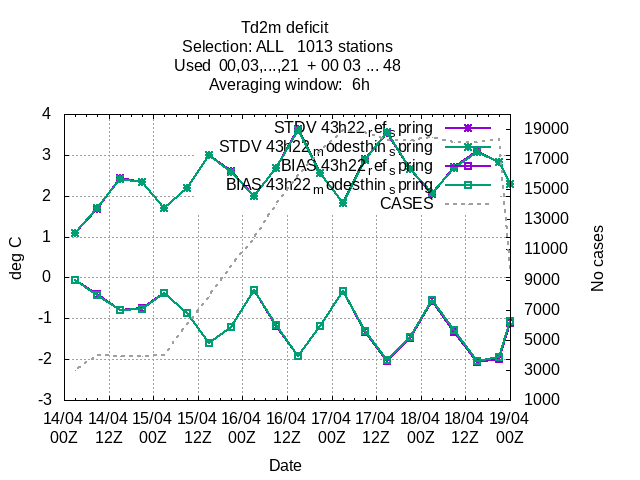 Td2m deficit
Selection: ALL   1013 stations
Used  00,03,...,21  + 00 03 ... 48
Averaging window:  6h
STDV 43h22_ref_spring
STDV 43h22_modesthin_spring
BIAS 43h22_ref_spring
BIAS 43h22_modesthin_spring
CASES
4
3
2
1
0
-1
-2
-3
deg C
19000
17000
15000
13000
11000
9000
7000
5000
3000
1000
No cases
14/04 14/04 15/04 15/04 16/04 16/04 17/04 17/04 18/04 18/04 19/04
00Z 12Z 00Z 12Z 00Z 12Z 00Z 12Z 00Z 12Z 00Z
Date